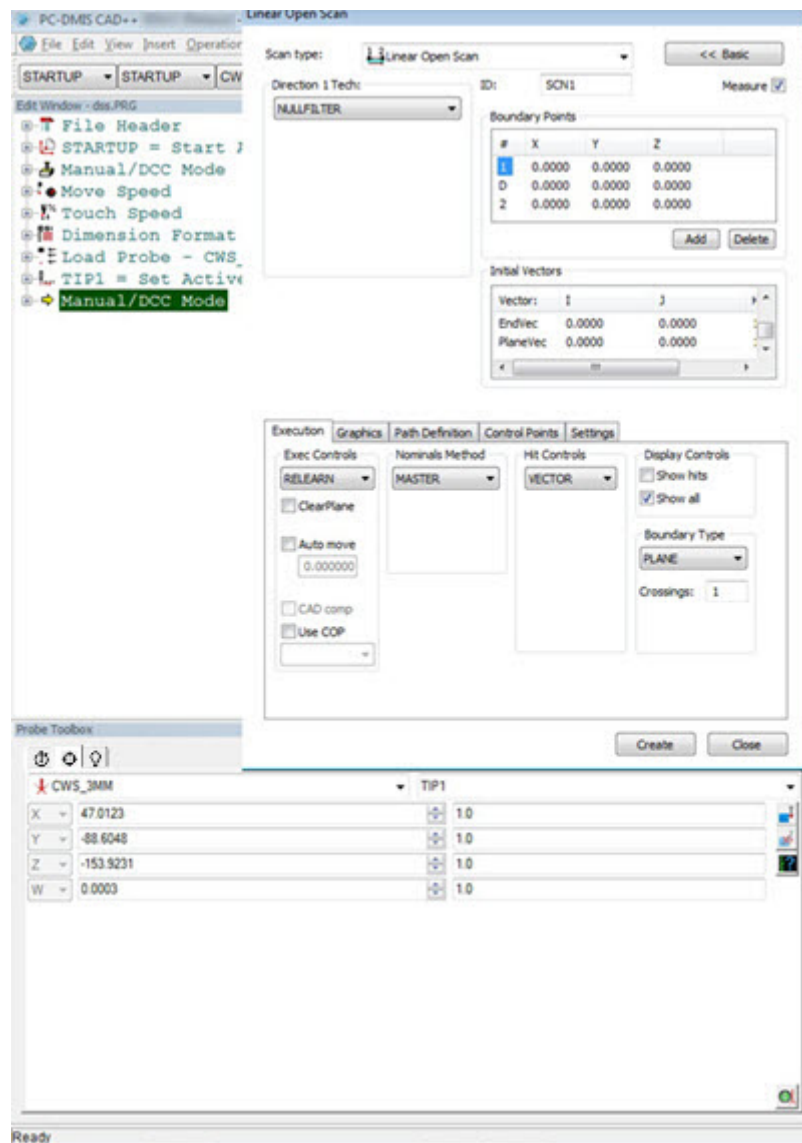 PC-DMIS CAD++
File Edit View Insert Operation
STARTUP STARTUP CW
Edit Window - dss.PRG
File Header
STARTUP = Start
Manual/DCC Mode
Move Speed
Touch Speed
Dimension Format
Load Probe - CWS_
TIP1 = Set Active
Manual/DCC Mode
Linear Open Scan
Scan type: Linear Open Scan << Basic
Direction 1 Tech: ID: SCN1 Measure
NULLFILTER
Boundary Points
# X Y Z
1 0.0000 0.0000 0.0000
D 0.0000 0.0000 0.0000
2 0.0000 0.0000 0.0000
Add Delete
Initial Vectors
Vector: I J
EndVec 0.0000 0.0000
PlaneVec 0.0000 0.0000
Execution Graphics Path Definition Control Points Settings
Exec Controls Nominals Method Hit Controls Display Controls
RELEARN MASTER VECTOR Show hits
ClearPlane Show all
Auto move Boundary Type
0.000000 PLANE
Crossings: 1
CAD comp
Use COP
Create Close
Probe Toolbox
CWS_3MM TIP1
X 47.0123 1.0
Y -88.6048 1.0
Z -153.9231 1.0
W 0.0003 1.0
Ready